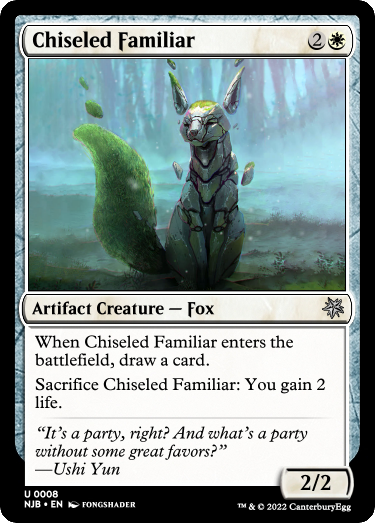 Chiseled Familiar 2
Artifact Creature — Fox
When Chiseled Familiar enters the
battlefield, draw a card.
Sacrifice Chiseled Familiar: You gain 2
life.
“It’s a party, right? And what’s a party
without some great favors?”
—Ushi Yun
2/2
U 0008
NJB • EN FONGSHADER
™ & © 2022 CanterburyEgg